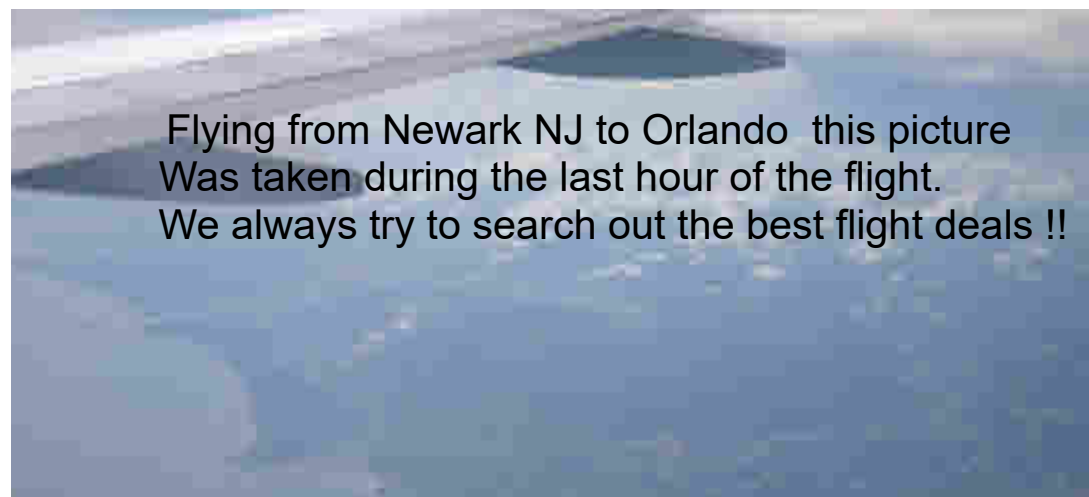 Flying from Newark NJ to Orlando  this picture
Was taken during the last hour of the flight.
We always try to search out the best flight deals !!